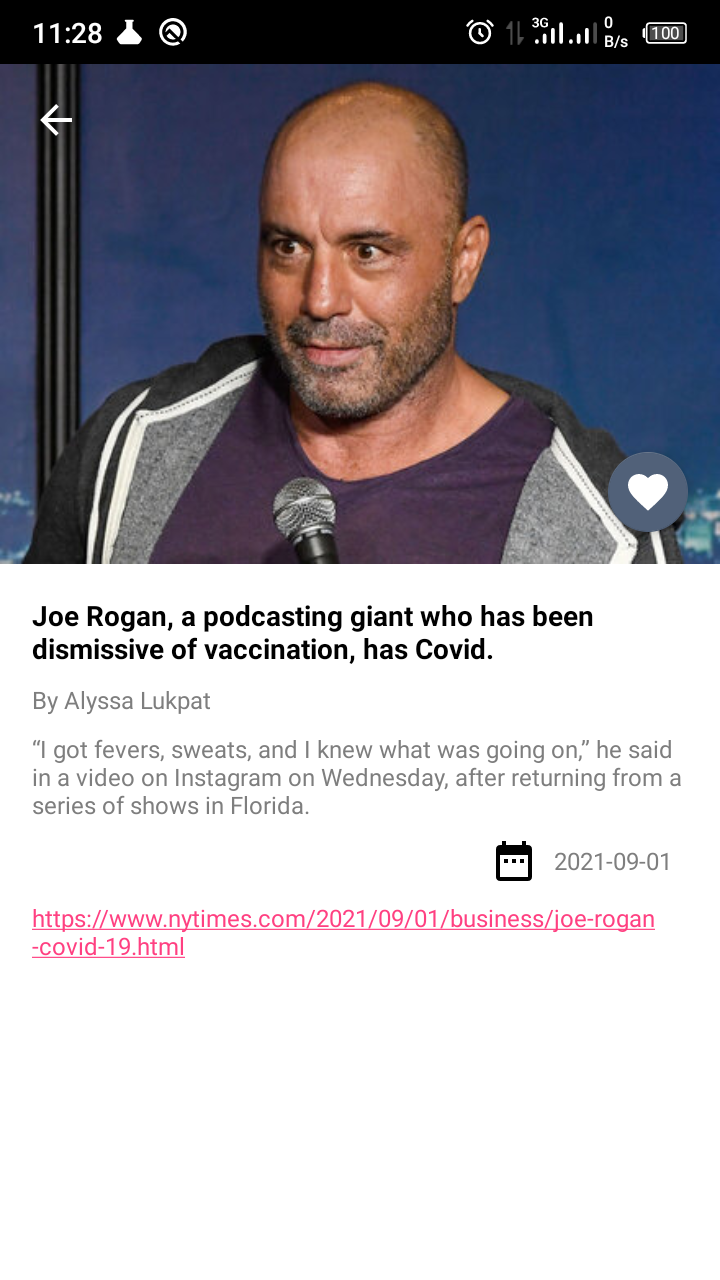 11:28
3G
0
B/s
100
Joe Rogan, a podcasting giant who has been
dismissive of vaccination, has Covid.
By Alyssa Lukpat
“I got fevers, sweats, and I knew what was going on,” he said
in a video on Instagram on Wednesday, after returning from a
series of shows in Florida.
2021-09-01
https://www.nytimes.com/2021/09/01/business/joe-rogan
-covid-19.html